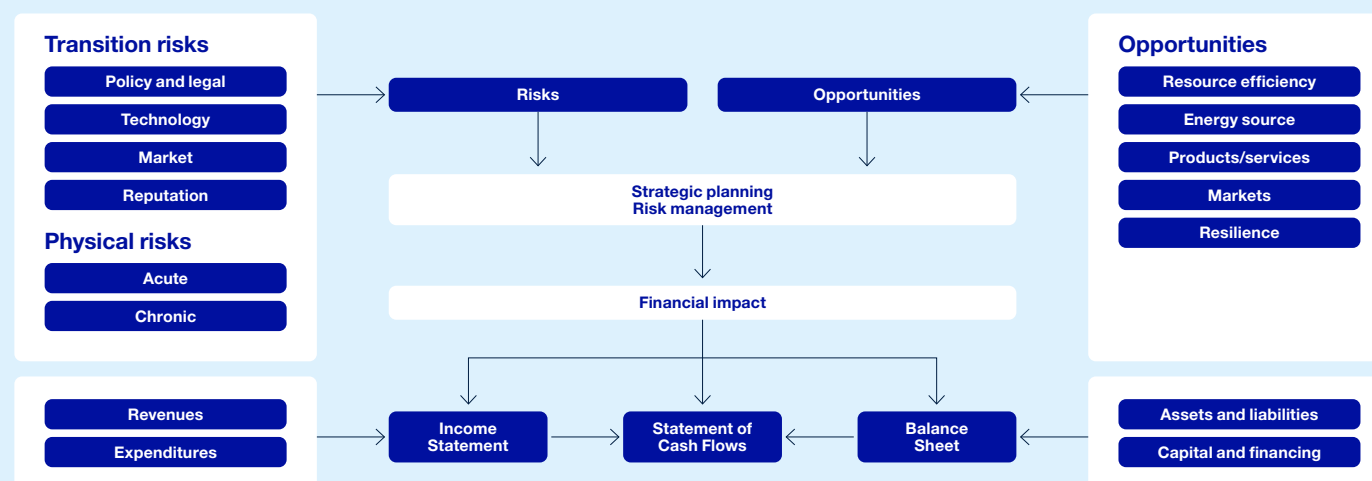 Transition risks
Policy and legal
Technology
Market
Reputation
Physical risks
Acute
Chronic
Revenues
Expenditures
Risks
Opportunities
Strategic planning
Risk management
Financial impact
Income
Statement
Statement of
Cash Flows
Balance
Sheet
Opportunities
Resource efficiency
Energy source
Products/services
Markets
Resilience
Assets and liabilities
Capital and financing